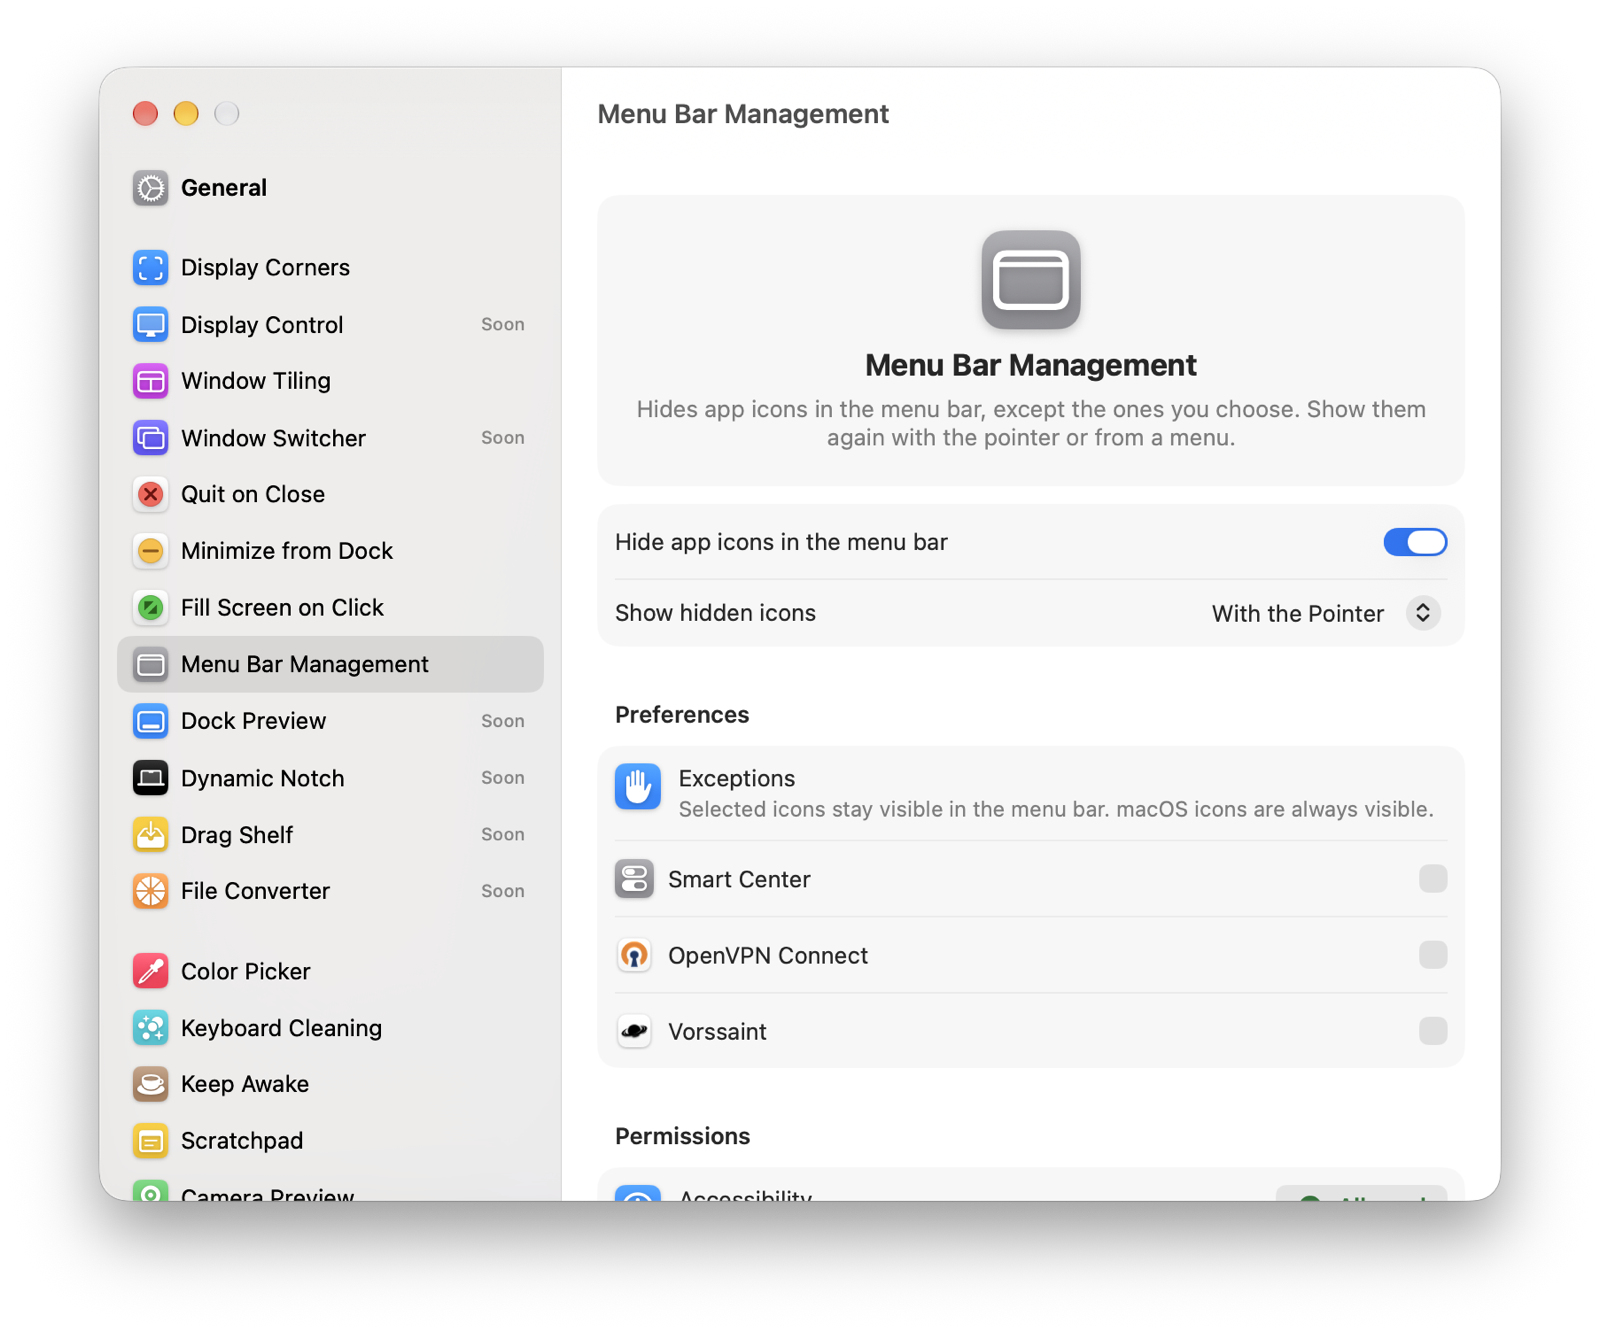 Menu Bar Management
General
Display Corners
Display Control Soon
Window Tiling
Window Switcher Soon
Quit on Close
Minimize from Dock
Fill Screen on Click
Menu Bar Management
Dock Preview Soon
Dynamic Notch Soon
Drag Shelf Soon
File Converter Soon
Color Picker
Keyboard Cleaning
Keep Awake
Scratchpad
Camera Preview
Menu Bar Management
Hides app icons in the menu bar, except the ones you choose. Show them
again with the pointer or from a menu.
Hide app icons in the menu bar
Show hidden icons With the Pointer
Preferences
Exceptions
Selected icons stay visible in the menu bar. macOS icons are always visible.
Smart Center
OpenVPN Connect
Vorssaint
Permissions
Accessibility